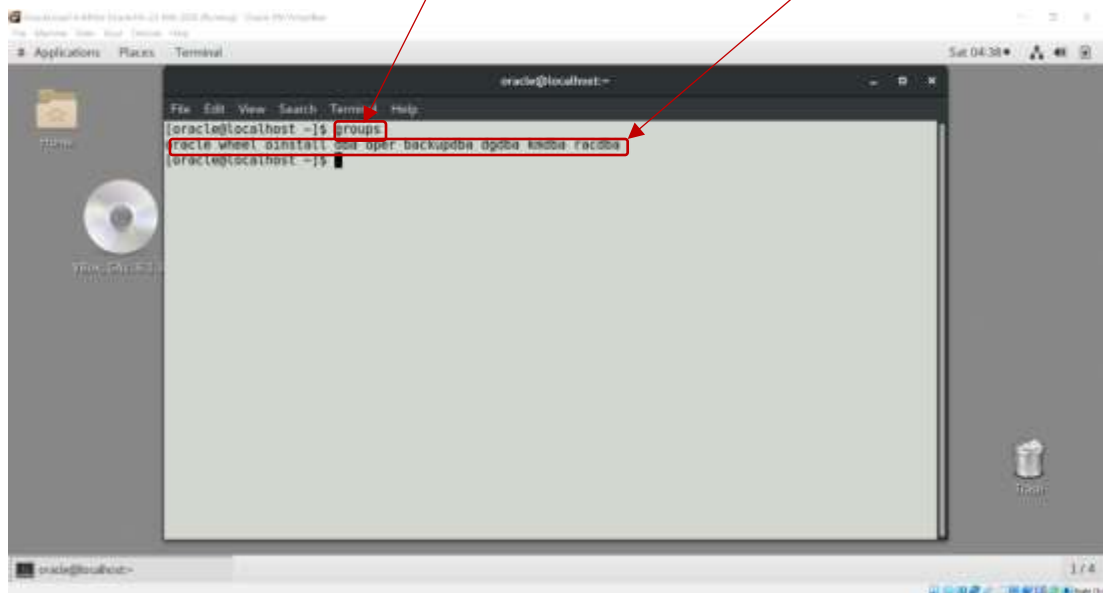 Applications Places Terminal
Sat 04:38
oracle@localhost:~
File Edit View Search Terminal Help
[oracle@localhost ~]$ groups
oracle wheel oinstall dba oper backupdba dgdba kmdba racdba
[oracle@localhost ~]$
Home
Trash
oracle@localhost:~
1 / 4